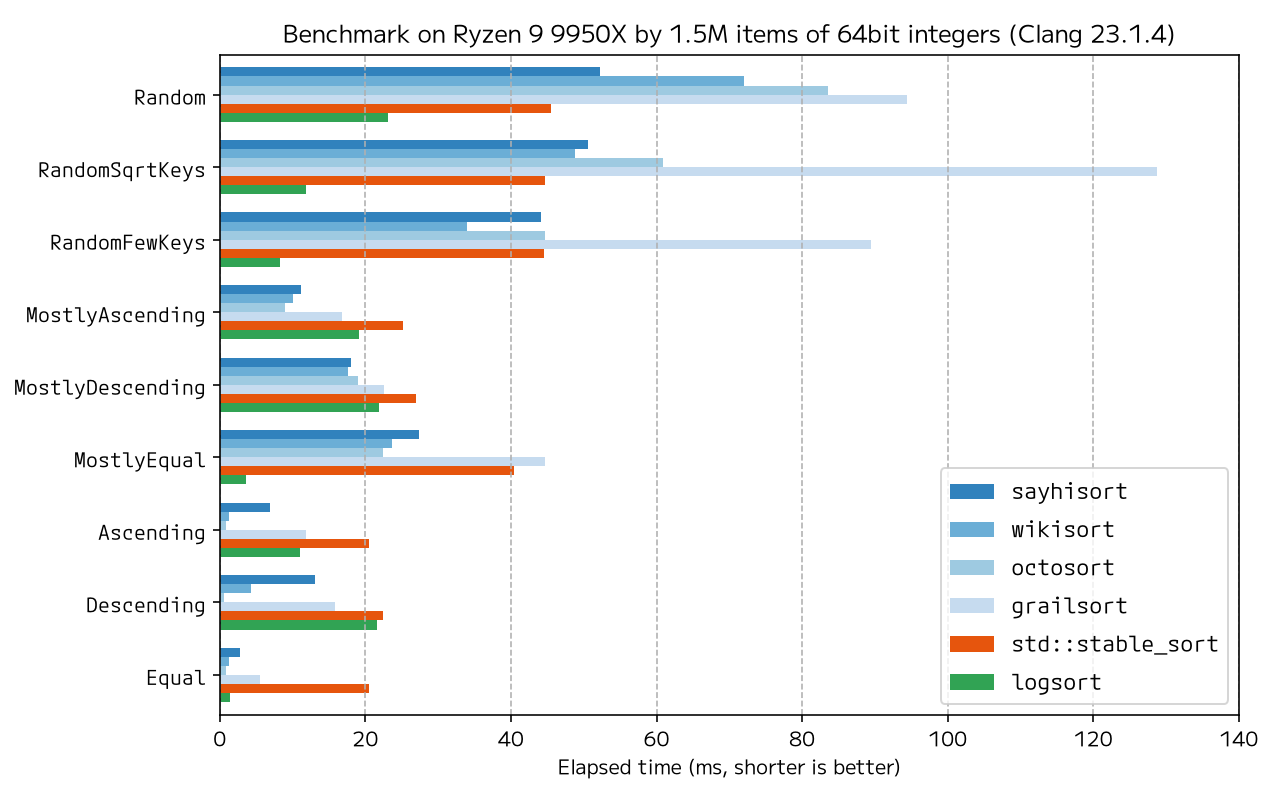 Benchmark on Ryzen 9 9950X by 1.5M items of 64bit integers (Clang 23.1.4)
Random
RandomSqrtKeys
RandomFewKeys
MostlyAscending
MostlyDescending
MostlyEqual
Ascending
Descending
Equal
sayhisort
wikisort
octosort
grailsort
std::stable_sort
logsort
0 20 40 60 80 100 120 140
Elapsed time (ms, shorter is better)